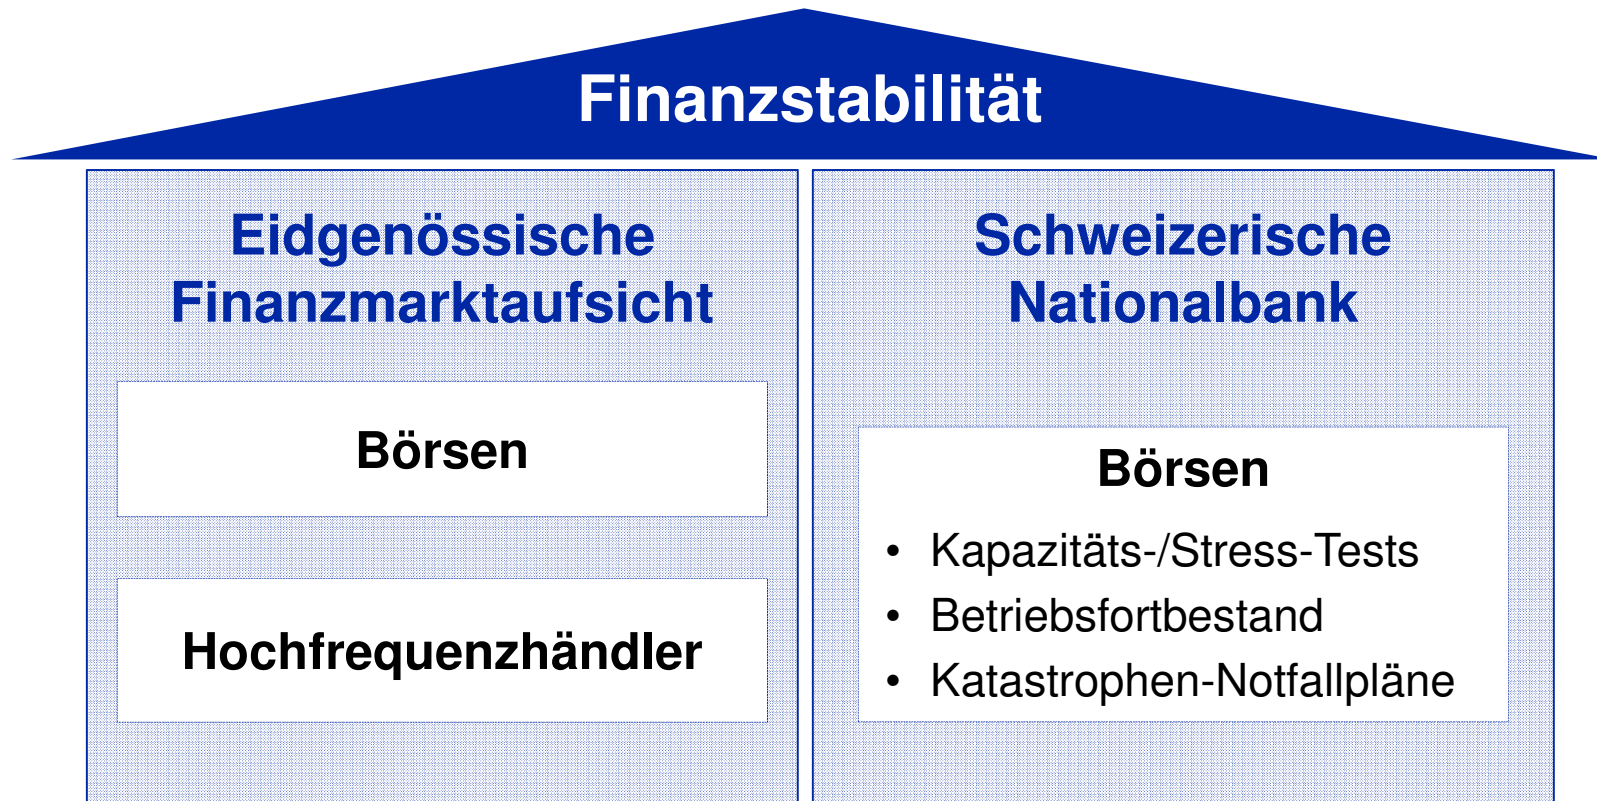 Finanzstabilität
Eidgenössische
Finanzmarktaufsicht
Börsen
Hochfrequenzhändler
Schweizerische
Nationalbank
Börsen
• Kapazitäts-/Stress-Tests
• Betriebsfortbestand
• Katastrophen-Notfallpläne